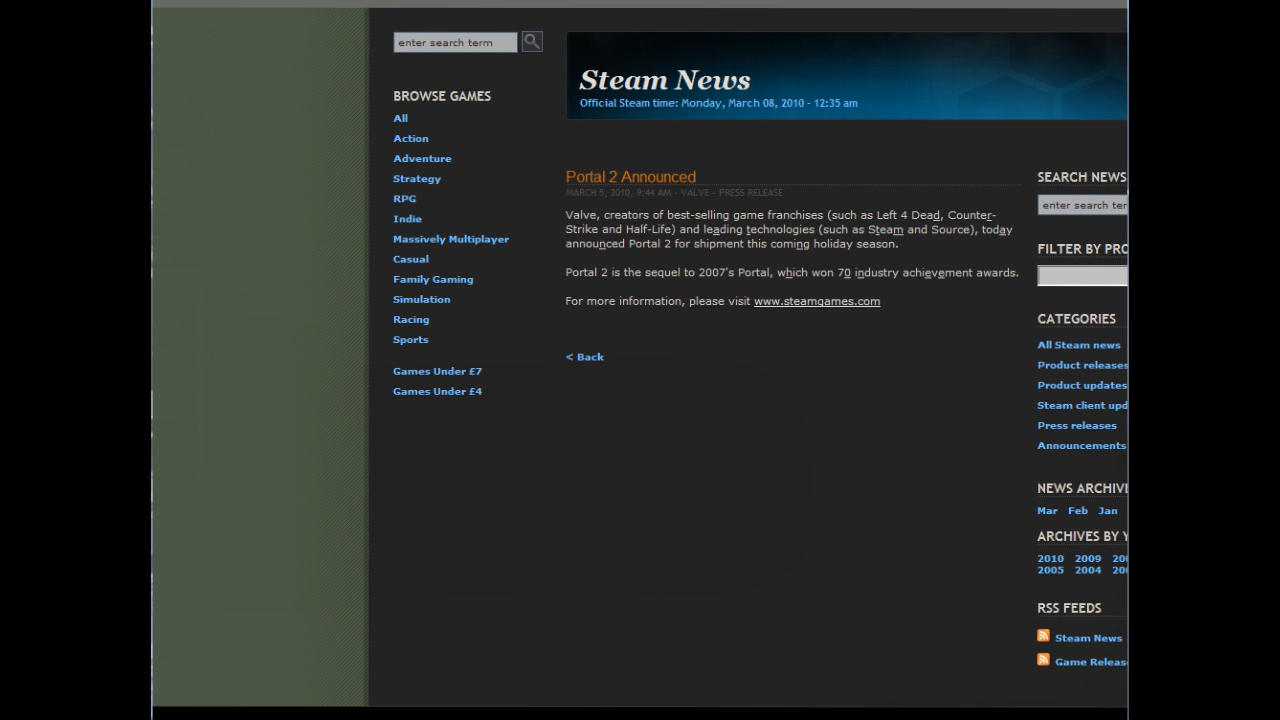 enter search term
BROWSE GAMES
All
Action
Adventure
Strategy
RPG
Indie
Massively Multiplayer
Casual
Family Gaming
Simulation
Racing
Sports
Games Under £7
Games Under £4
Steam News
Official Steam time: Monday, March 08, 2010 - 12:35 am
Portal 2 Announced
MARCH 5, 2010, 9:44 AM - VALVE - PRESS RELEASE
Valve, creators of best-selling game franchises (such as Left 4 Dead, Counter-
Strike and Half-Life) and leading technologies (such as Steam and Source), today
announced Portal 2 for shipment this coming holiday season.
Portal 2 is the sequel to 2007's Portal, which won 70 industry achievement awards.
For more information, please visit www.steamgames.com
< Back
SEARCH NEWS
enter search ter
FILTER BY PRO
CATEGORIES
All Steam news
Product releases
Product updates
Steam client upd
Press releases
Announcements
NEWS ARCHIV
Mar Feb Jan
ARCHIVES BY Y
2010 2009 20
2005 2004 20
RSS FEEDS
Steam News
Game Releas